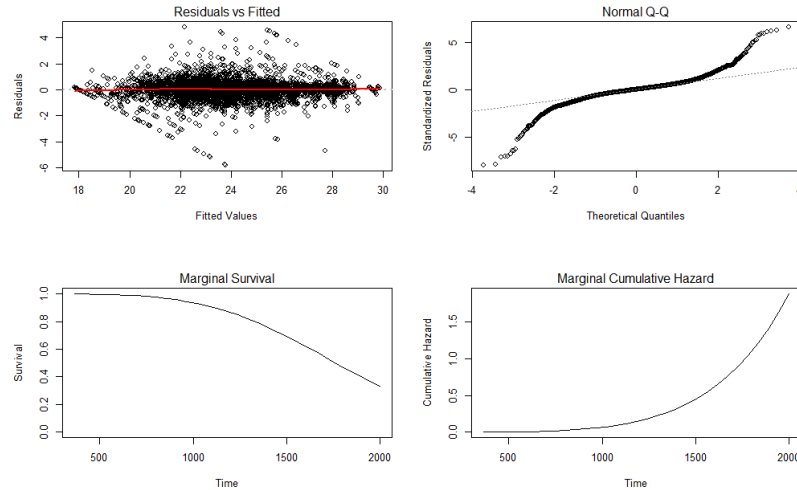 Residuals vs Fitted
Residuals
4
2
0
-2
-4
-6
18 20 22 24 26 28 30
Fitted Values
Normal Q-Q
Standardized Residuals
5
0
-5
-4 -2 0 2
Theoretical Quantiles
Marginal Survival
Survival
1.0
0.8
0.6
0.4
0.2
0.0
500 1000 1500 2000
Time
Marginal Cumulative Hazard
Cumulative Hazard
1.5
1.0
0.5
0.0
500 1000 1500 2000
Time